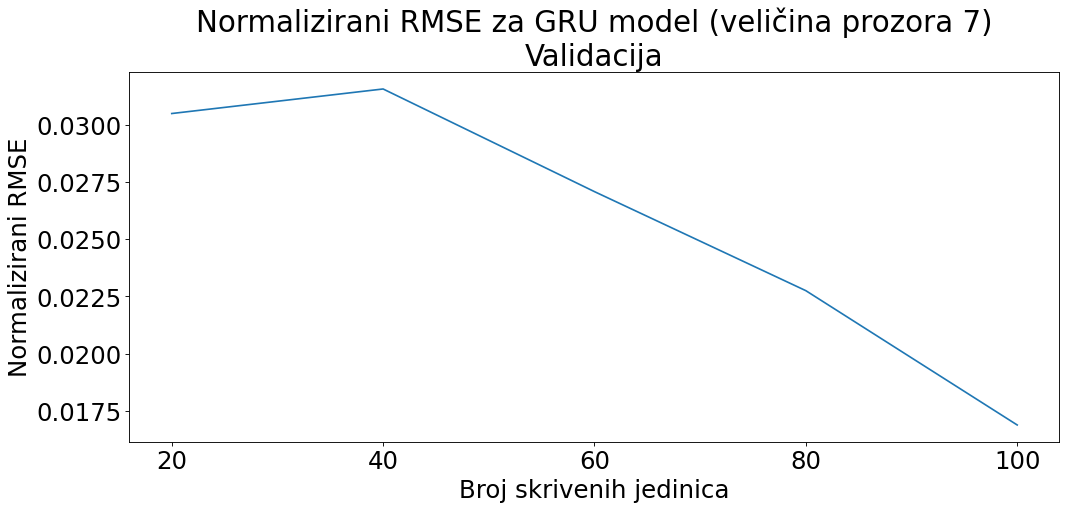 Normalizirani RMSE za GRU model (veličina prozora 7)
Validacija
Normalizirani RMSE
0.0300
0.0275
0.0250
0.0225
0.0200
0.0175
20 40 60 80 100
Broj skrivenih jedinica